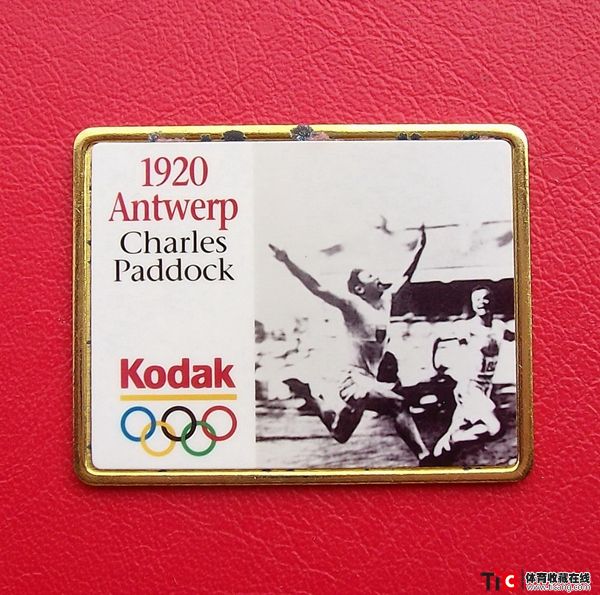 1920
Antwerp
Charles
Paddock
Kodak
体育收藏在线